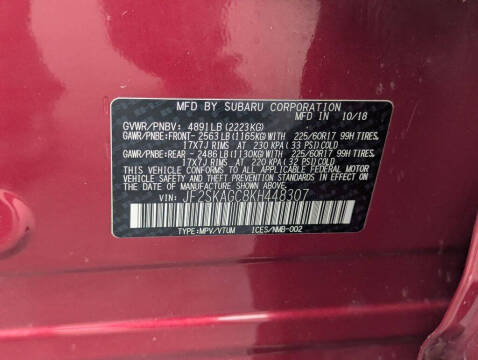 MFD BY SUBARU CORPORATION
MFD IN 10/18
GVWR/PNBV: 4891LB (2223KG)
GAWR/PNBE:FRONT- 2563 LB (1165KG) WITH 225/60R17 99H TIRES
17X7J RIMS AT 230 KPA (33 PSI) COLD
GAWR/PNBE:REAR - 2486 LB (1130KG) WITH 225/60R17 99H TIRES
17X7J RIMS AT 220 KPA (32 PSI) COLD
THIS VEHICLE CONFORMS TO ALL APPLICABLE FEDERAL MOTOR
VEHICLE SAFETY AND THEFT PREVENTION STANDARDS IN EFFECT
ON THE DATE OF MANUFACTURE SHOWN ABOVE.
VIN: JF2SKAGC8KH448307
TYPE:MPV/VTUM ICES/NMB-002